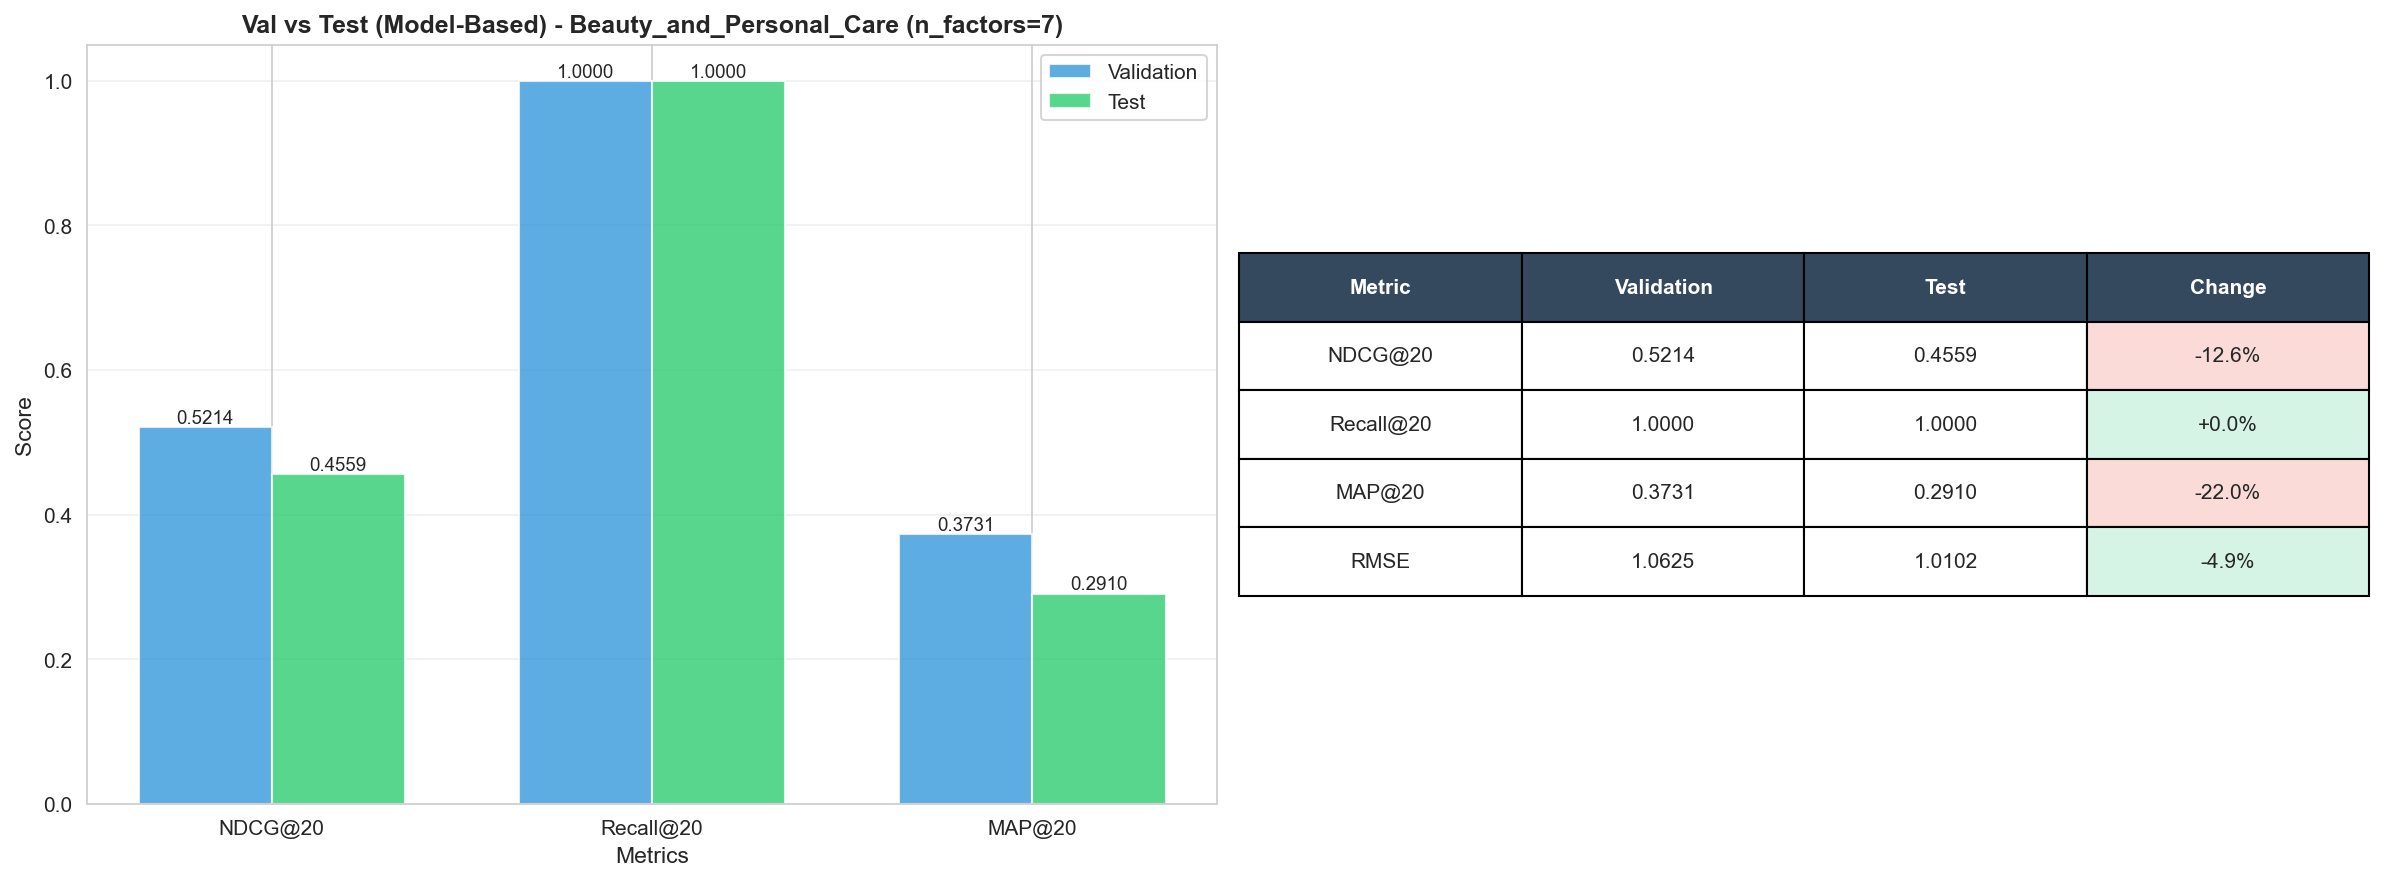 Val vs Test (Model-Based) - Beauty_and_Personal_Care (n_factors=7)
Validation
Test
1.0
0.8
0.6
0.4
0.2
0.0
Score
0.5214
0.4559
1.0000
1.0000
0.3731
0.2910
NDCG@20
Recall@20
MAP@20
Metrics
Metric Validation Test Change
NDCG@20 0.5214 0.4559 -12.6%
Recall@20 1.0000 1.0000 +0.0%
MAP@20 0.3731 0.2910 -22.0%
RMSE 1.0625 1.0102 -4.9%